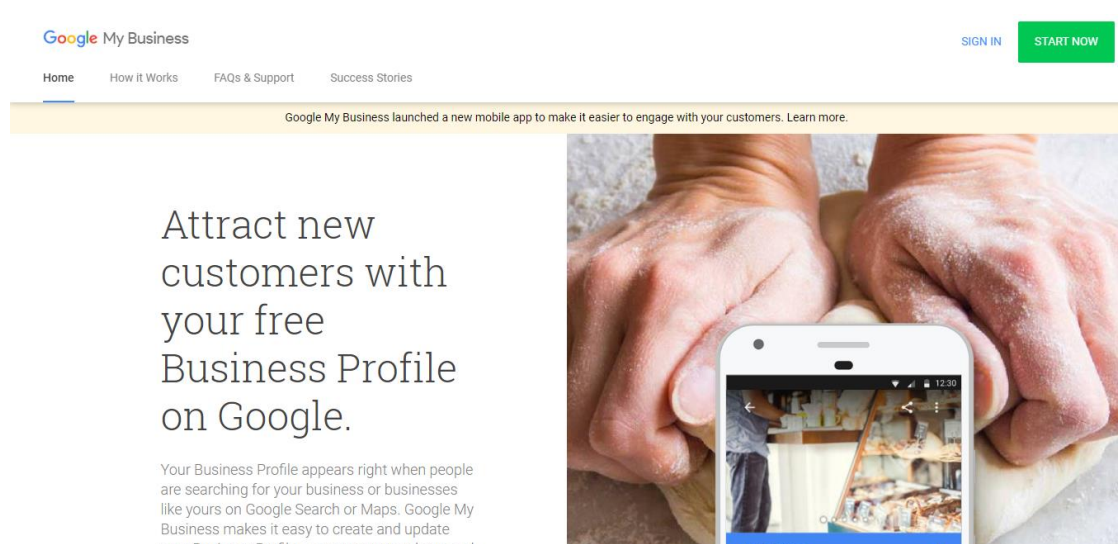 Google My Business
SIGN IN
START NOW
Home
How it Works
FAQs & Support
Success Stories
Google My Business launched a new mobile app to make it easier to engage with your customers. Learn more.
Attract new
customers with
your free
Business Profile
on Google.
12:30
Your Business Profile appears right when people
are searching for your business or businesses
like yours on Google Search or Maps. Google My
Business makes it easy to create and update